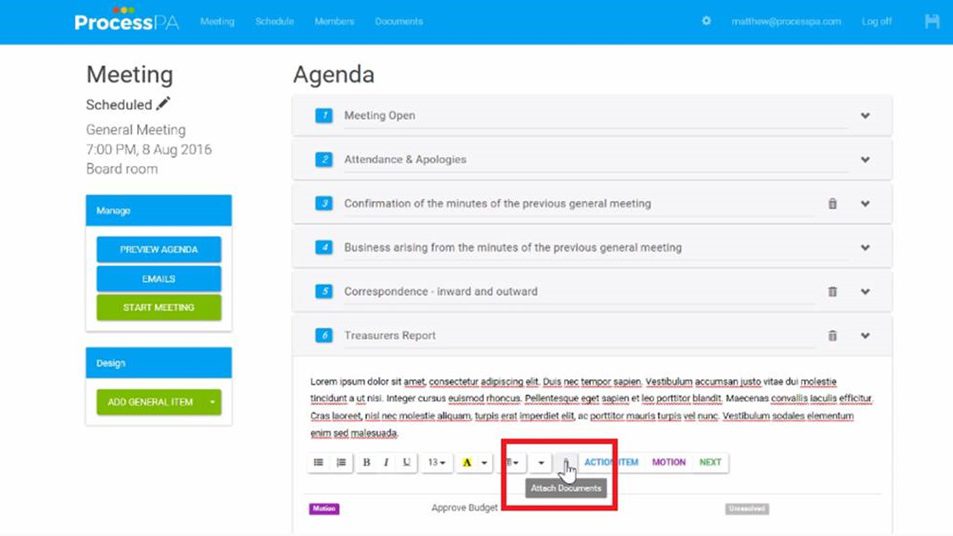 ProcessPA Meeting Schedule Members Documents matthew@processpa.com Log off
Meeting
Scheduled
General Meeting
7:00 PM, 8 Aug 2016
Board room
Manage
PREVIEW AGENDA
EMAILS
START MEETING
Design
ADD GENERAL ITEM
Agenda
1 Meeting Open
2 Attendance & Apologies
3 Confirmation of the minutes of the previous general meeting
4 Business arising from the minutes of the previous general meeting
5 Correspondence - inward and outward
6 Treasurers Report
Lorem ipsum dolor sit amet, consectetur adipiscing elit. Duis nec tempor sapien. Vestibulum accumsan justo vitae dui molestie
tincidunt a ut nisi. Integer cursus euismod rhoncus. Pellentesque eget sapien et leo porttitor blandit. Maecenas convallis iaculis efficitur.
Cras laoreet, nisl nec molestie aliquam, turpis erat imperdiet elit, ac porttitor mauris turpis vel nunc. Vestibulum sodales elementum
enim sed malesuada.
B I U 13 A ACTION ITEM MOTION NEXT
Attach Documents
Motion Approve Budget Unresolved